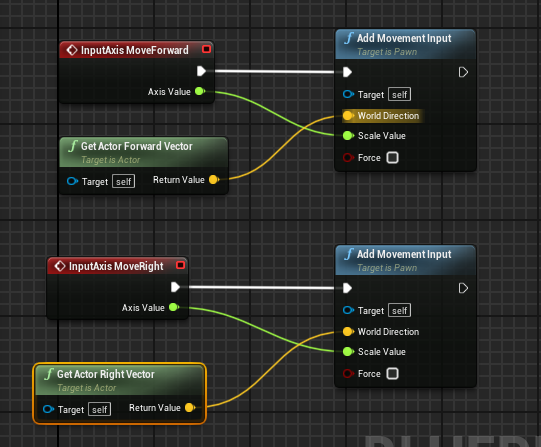 InputAxis MoveForward
Axis Value
Add Movement Input
Target is Pawn
Target self
World Direction
Scale Value
Force
Get Actor Forward Vector
Target is Actor
Target self Return Value
InputAxis MoveRight
Axis Value
Add Movement Input
Target is Pawn
Target self
World Direction
Scale Value
Force
Get Actor Right Vector
Target is Actor
Target self Return Value